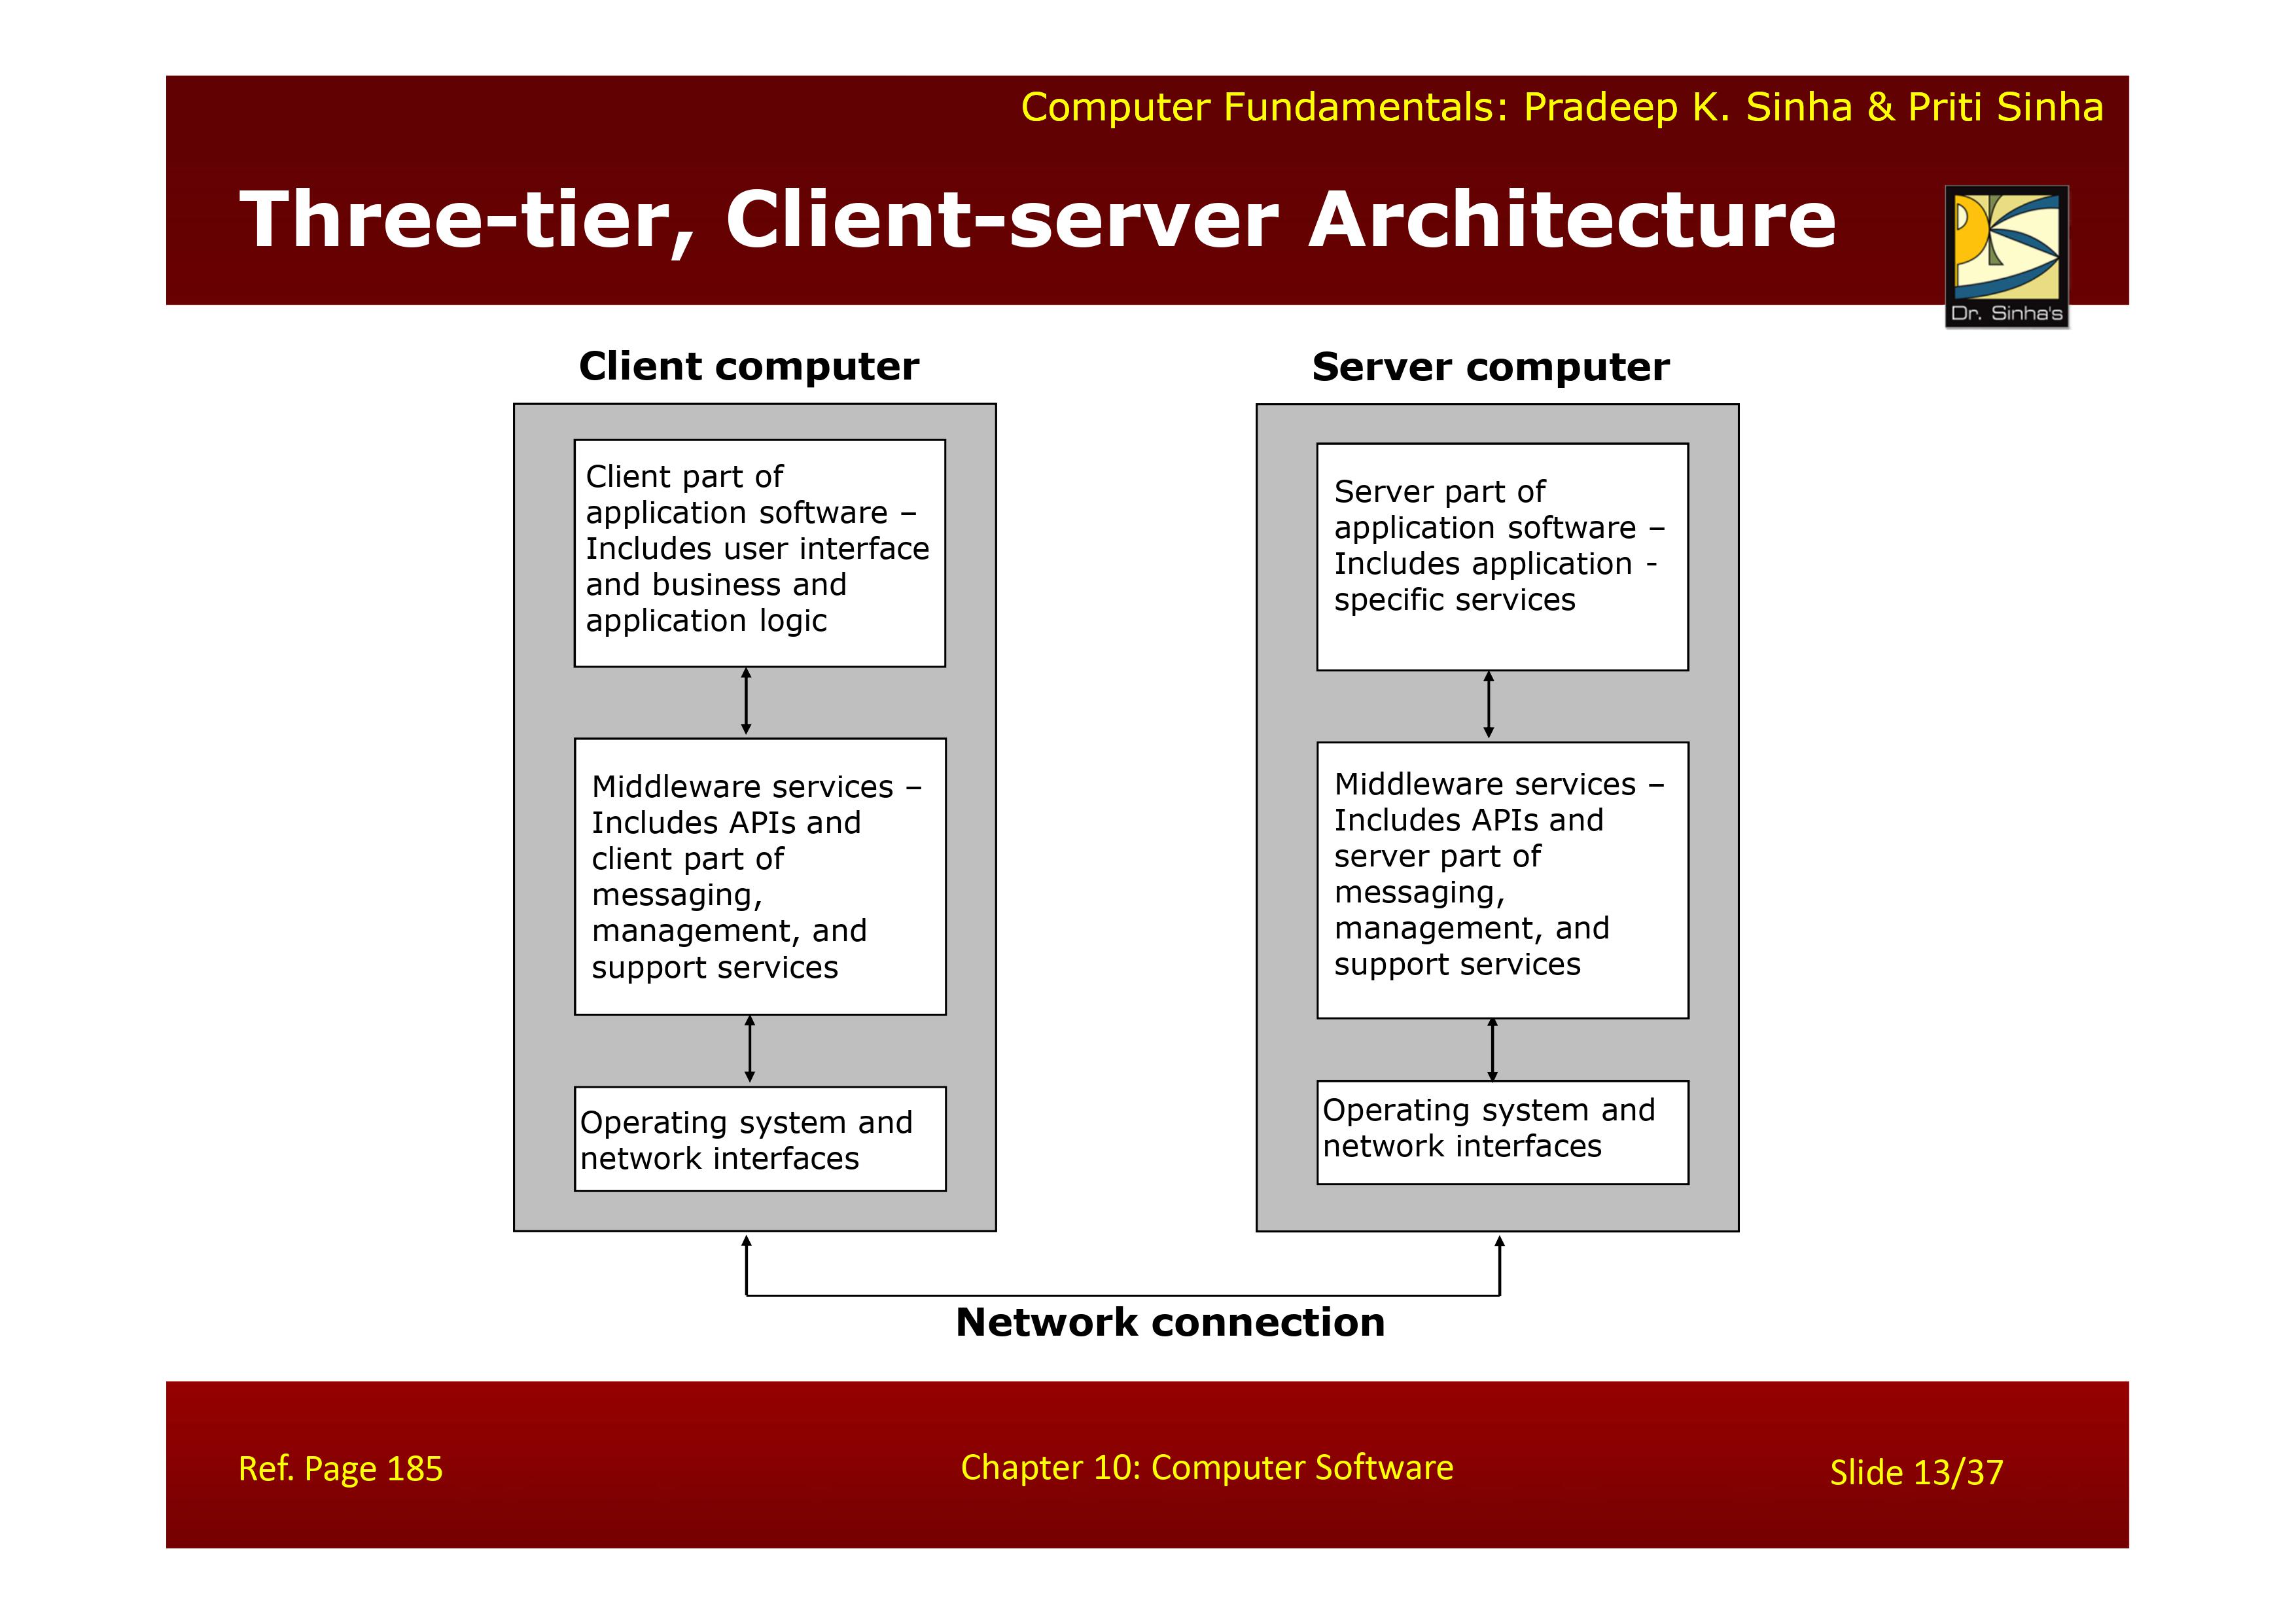 Computer Fundamentals: Pradeep K. Sinha & Priti Sinha
Three-tier, Client-server Architecture
Dr. Sinha's
Client computer
Client part of
application software –
Includes user interface
and business and
application logic
Middleware services –
Includes APIs and
client part of
messaging,
management, and
support services
Operating system and
network interfaces
Server computer
Server part of
application software –
Includes application -
specific services
Middleware services –
Includes APIs and
server part of
messaging,
management, and
support services
Operating system and
network interfaces
Network connection
Ref. Page 185
Chapter 10: Computer Software
Slide 13/37